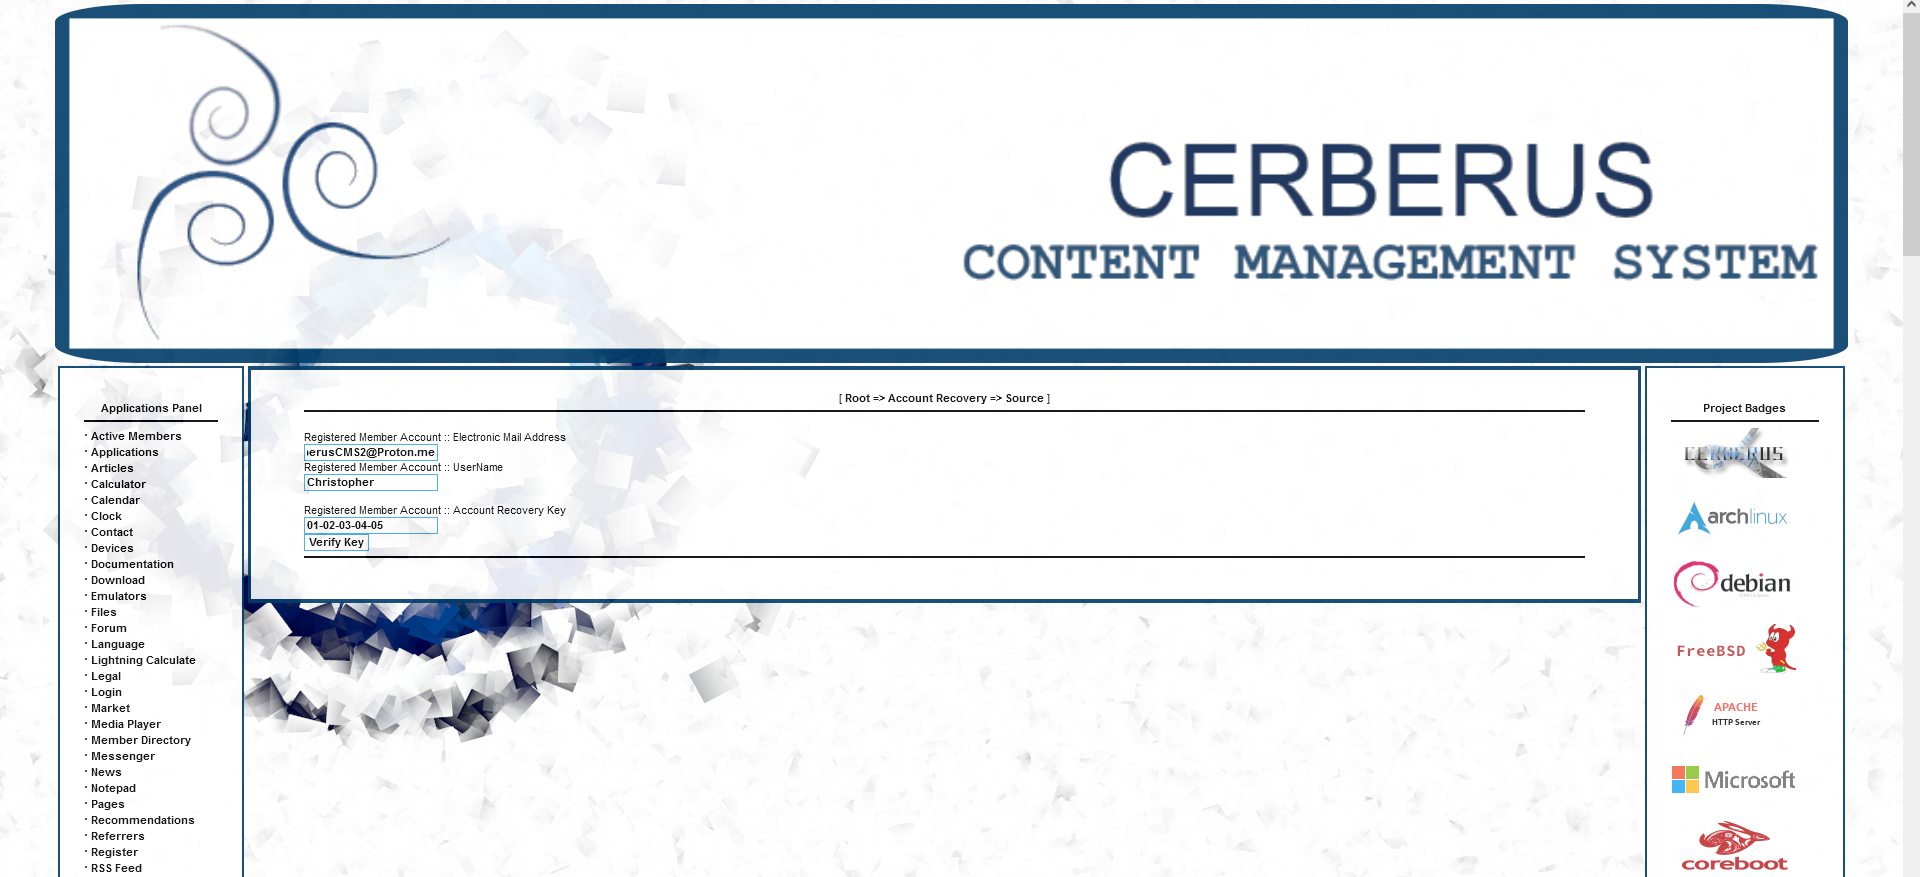 CERBERUS
CONTENT MANAGEMENT SYSTEM
Applications Panel
· Active Members
· Applications
· Articles
· Calculator
· Calendar
· Clock
· Contact
· Devices
· Documentation
· Download
· Emulators
· Files
· Forum
· Language
· Lightning Calculate
· Legal
· Login
· Market
· Media Player
· Member Directory
· Messenger
· News
· Notepad
· Pages
· Recommendations
· Referrers
· Register
· RSS Feed
[ Root => Account Recovery => Source ]
Registered Member Account :: Electronic Mail Address
erusCMS2@Proton.me
Registered Member Account :: UserName
Christopher
Registered Member Account :: Account Recovery Key
01-02-03-04-05
Verify Key
Project Badges
CERBERUS
archlinux
debian
FreeBSD
APACHE
HTTP Server
Microsoft
coreboot